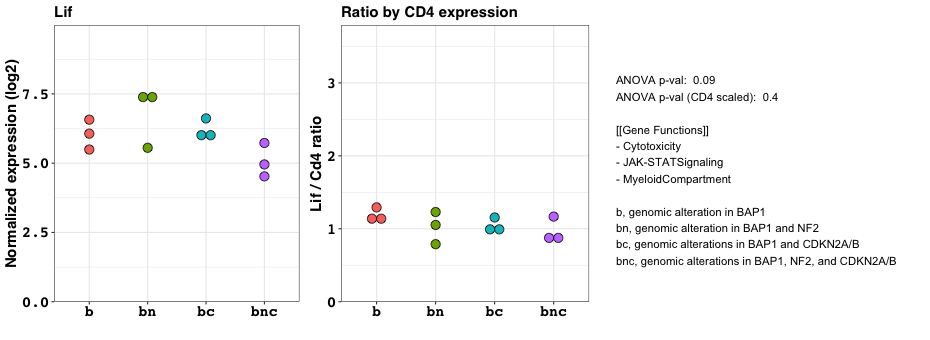 Lif
Normalized expression (log2)
7.5
5.0
2.5
0.0
b
bn
bc
bnc
Ratio by CD4 expression
Lif / Cd4 ratio
3
2
1
0
b
bn
bc
bnc
ANOVA p-val:  0.09
ANOVA p-val (CD4 scaled):  0.4
[[Gene Functions]]
- Cytotoxicity
- JAK-STATSignaling
- MyeloidCompartment
b, genomic alteration in BAP1
bn, genomic alteration in BAP1 and NF2
bc, genomic alterations in BAP1 and CDKN2A/B
bnc, genomic alterations in BAP1, NF2, and CDKN2A/B